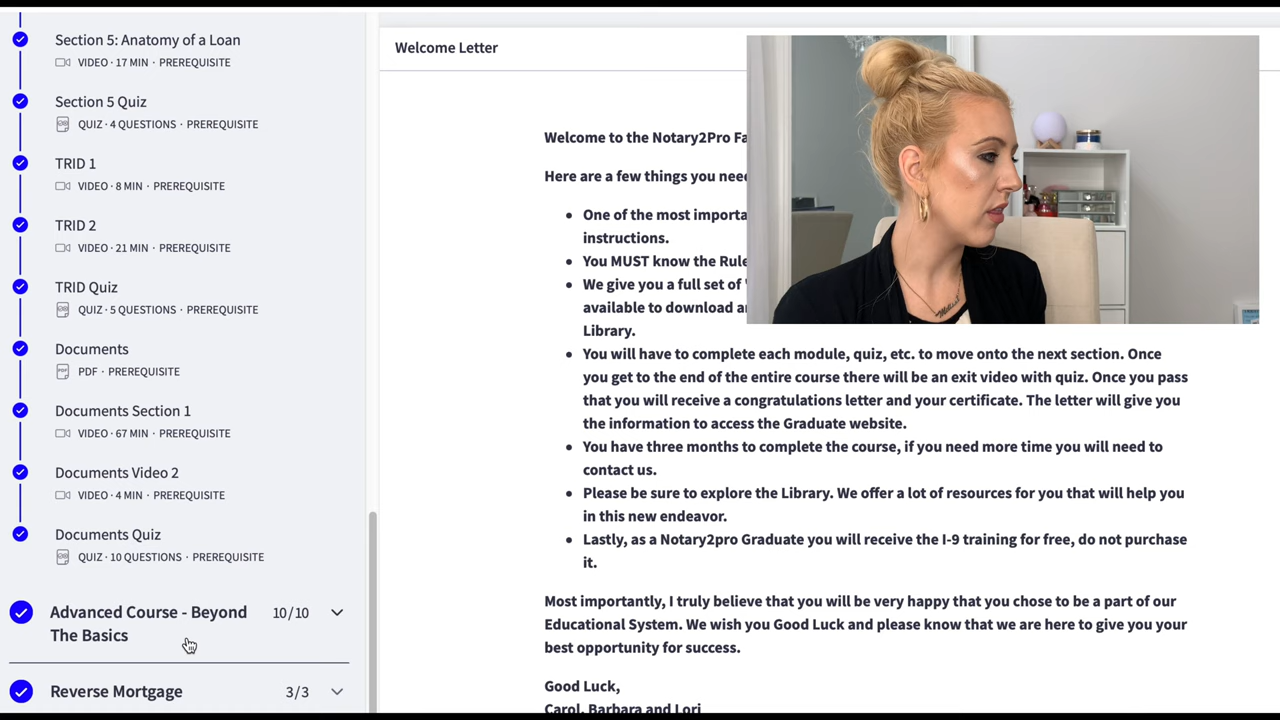 Section 5: Anatomy of a Loan
VIDEO · 17 MIN · PREREQUISITE
Section 5 Quiz
QUIZ · 4 QUESTIONS · PREREQUISITE
TRID 1
VIDEO · 8 MIN · PREREQUISITE
TRID 2
VIDEO · 21 MIN · PREREQUISITE
TRID Quiz
QUIZ · 5 QUESTIONS · PREREQUISITE
Documents
PDF · PREREQUISITE
Documents Section 1
VIDEO · 67 MIN · PREREQUISITE
Documents Video 2
VIDEO · 4 MIN · PREREQUISITE
Documents Quiz
QUIZ · 10 QUESTIONS · PREREQUISITE
Advanced Course - Beyond 10/10
The Basics
Reverse Mortgage 3/3
Welcome Letter
Welcome to the Notary2Pro
Here are a few things you
One of the most
instructions.
You MUST know the
We give you a full set of
available to download
Library.
You will have to complete each module, quiz, etc. to move onto the next section. Once
you get to the end of the entire course there will be an exit video with quiz. Once you pass
that you will receive a congratulations letter and your certificate. The letter will give you
the information to access the Graduate website.
You have three months to complete the course, if you need more time you will need to
contact us.
Please be sure to explore the Library. We offer a lot of resources for you that will help you
in this new endeavor.
Lastly, as a Notary2pro Graduate you will receive the I-9 training for free, do not purchase
it.
Most importantly, I truly believe that you will be very happy that you chose to be a part of our
Educational System. We wish you Good Luck and please know that we are here to give you your
best opportunity for success.
Good Luck,
Carol, Barbara and Lori